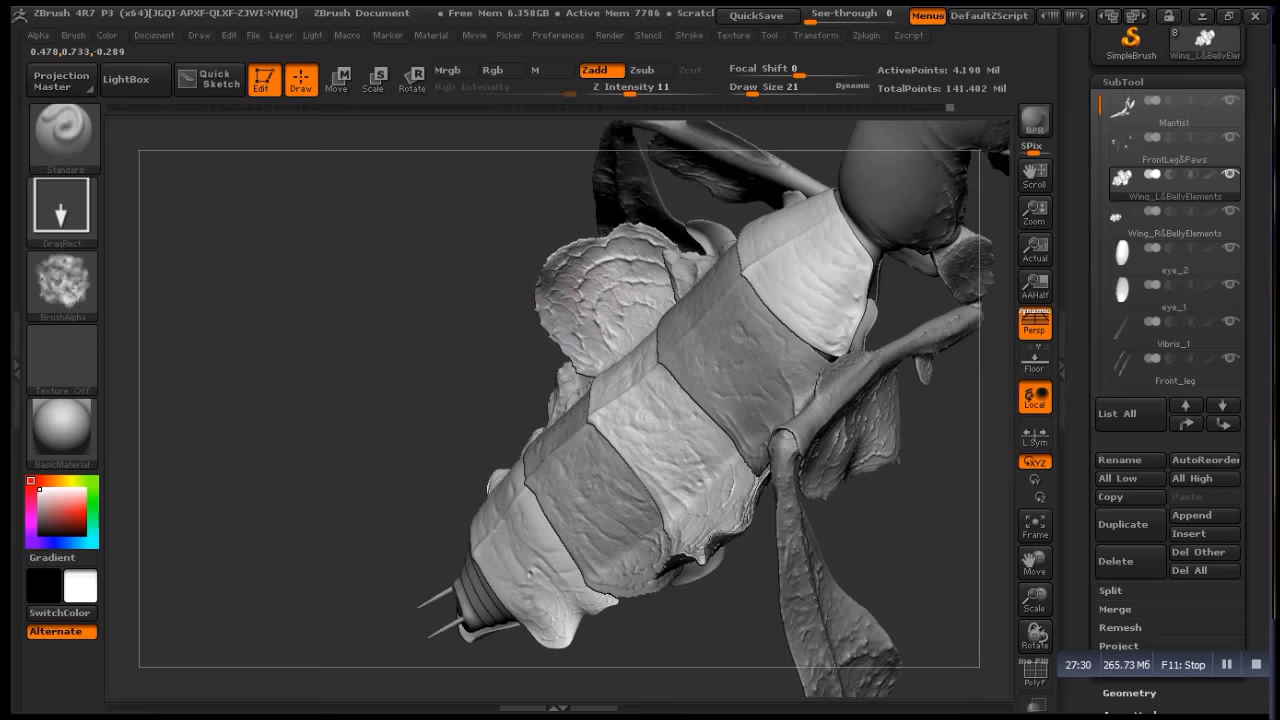 ZBrush 4R7 P3 (x64)[JGQI-APXF-QLXF-ZJWI-NYHQ] ZBrush Document • Free Mem 6.358GB • Active Mem 7786 • Scratcl QuickSave See-through 0 Menus DefaultZScript
Alpha Brush Color Document Draw Edit File Layer Light Macro Marker Material Movie Picker Preferences Render Stencil Stroke Texture Tool Transform Zplugin Zscript
0.478,0.733,-0.289
Projection Master
LightBox
Quick Sketch
Edit
Draw
Move
Scale
Rotate
Mrgb Rgb M
Rgb Intensity
Zadd Zsub Zcut
Z Intensity 11
Focal Shift 0
Draw Size 21 Dynamic
ActivePoints: 4.190 Mil
TotalPoints: 141.402 Mil
Standard
DragRect
BrushAlpha
Texture Off
BasicMaterial
Gradient
SwitchColor
Alternate
BPR
SPix
Scroll
Zoom
Actual
AAHalf
Dynamic
Persp
Floor
Local
L.Sym
XYZ
Frame
Move
Scale
Rotate
Line Fill
PolyF
8
SimpleBrush Wing_L&BellyEler
SubTool
Mantis1
FrontLeg&Paws
Wing_L&BellyElements
Wing_R&BellyElements
eye_2
eye_1
Vibris_1
Front_leg
List All
Rename AutoReorder
All Low All High
Copy Paste
Duplicate Append
Insert
Delete Del Other
Del All
Split
Merge
Remesh
Project
27:30 265.73 Мб F11: Stop
Geometry